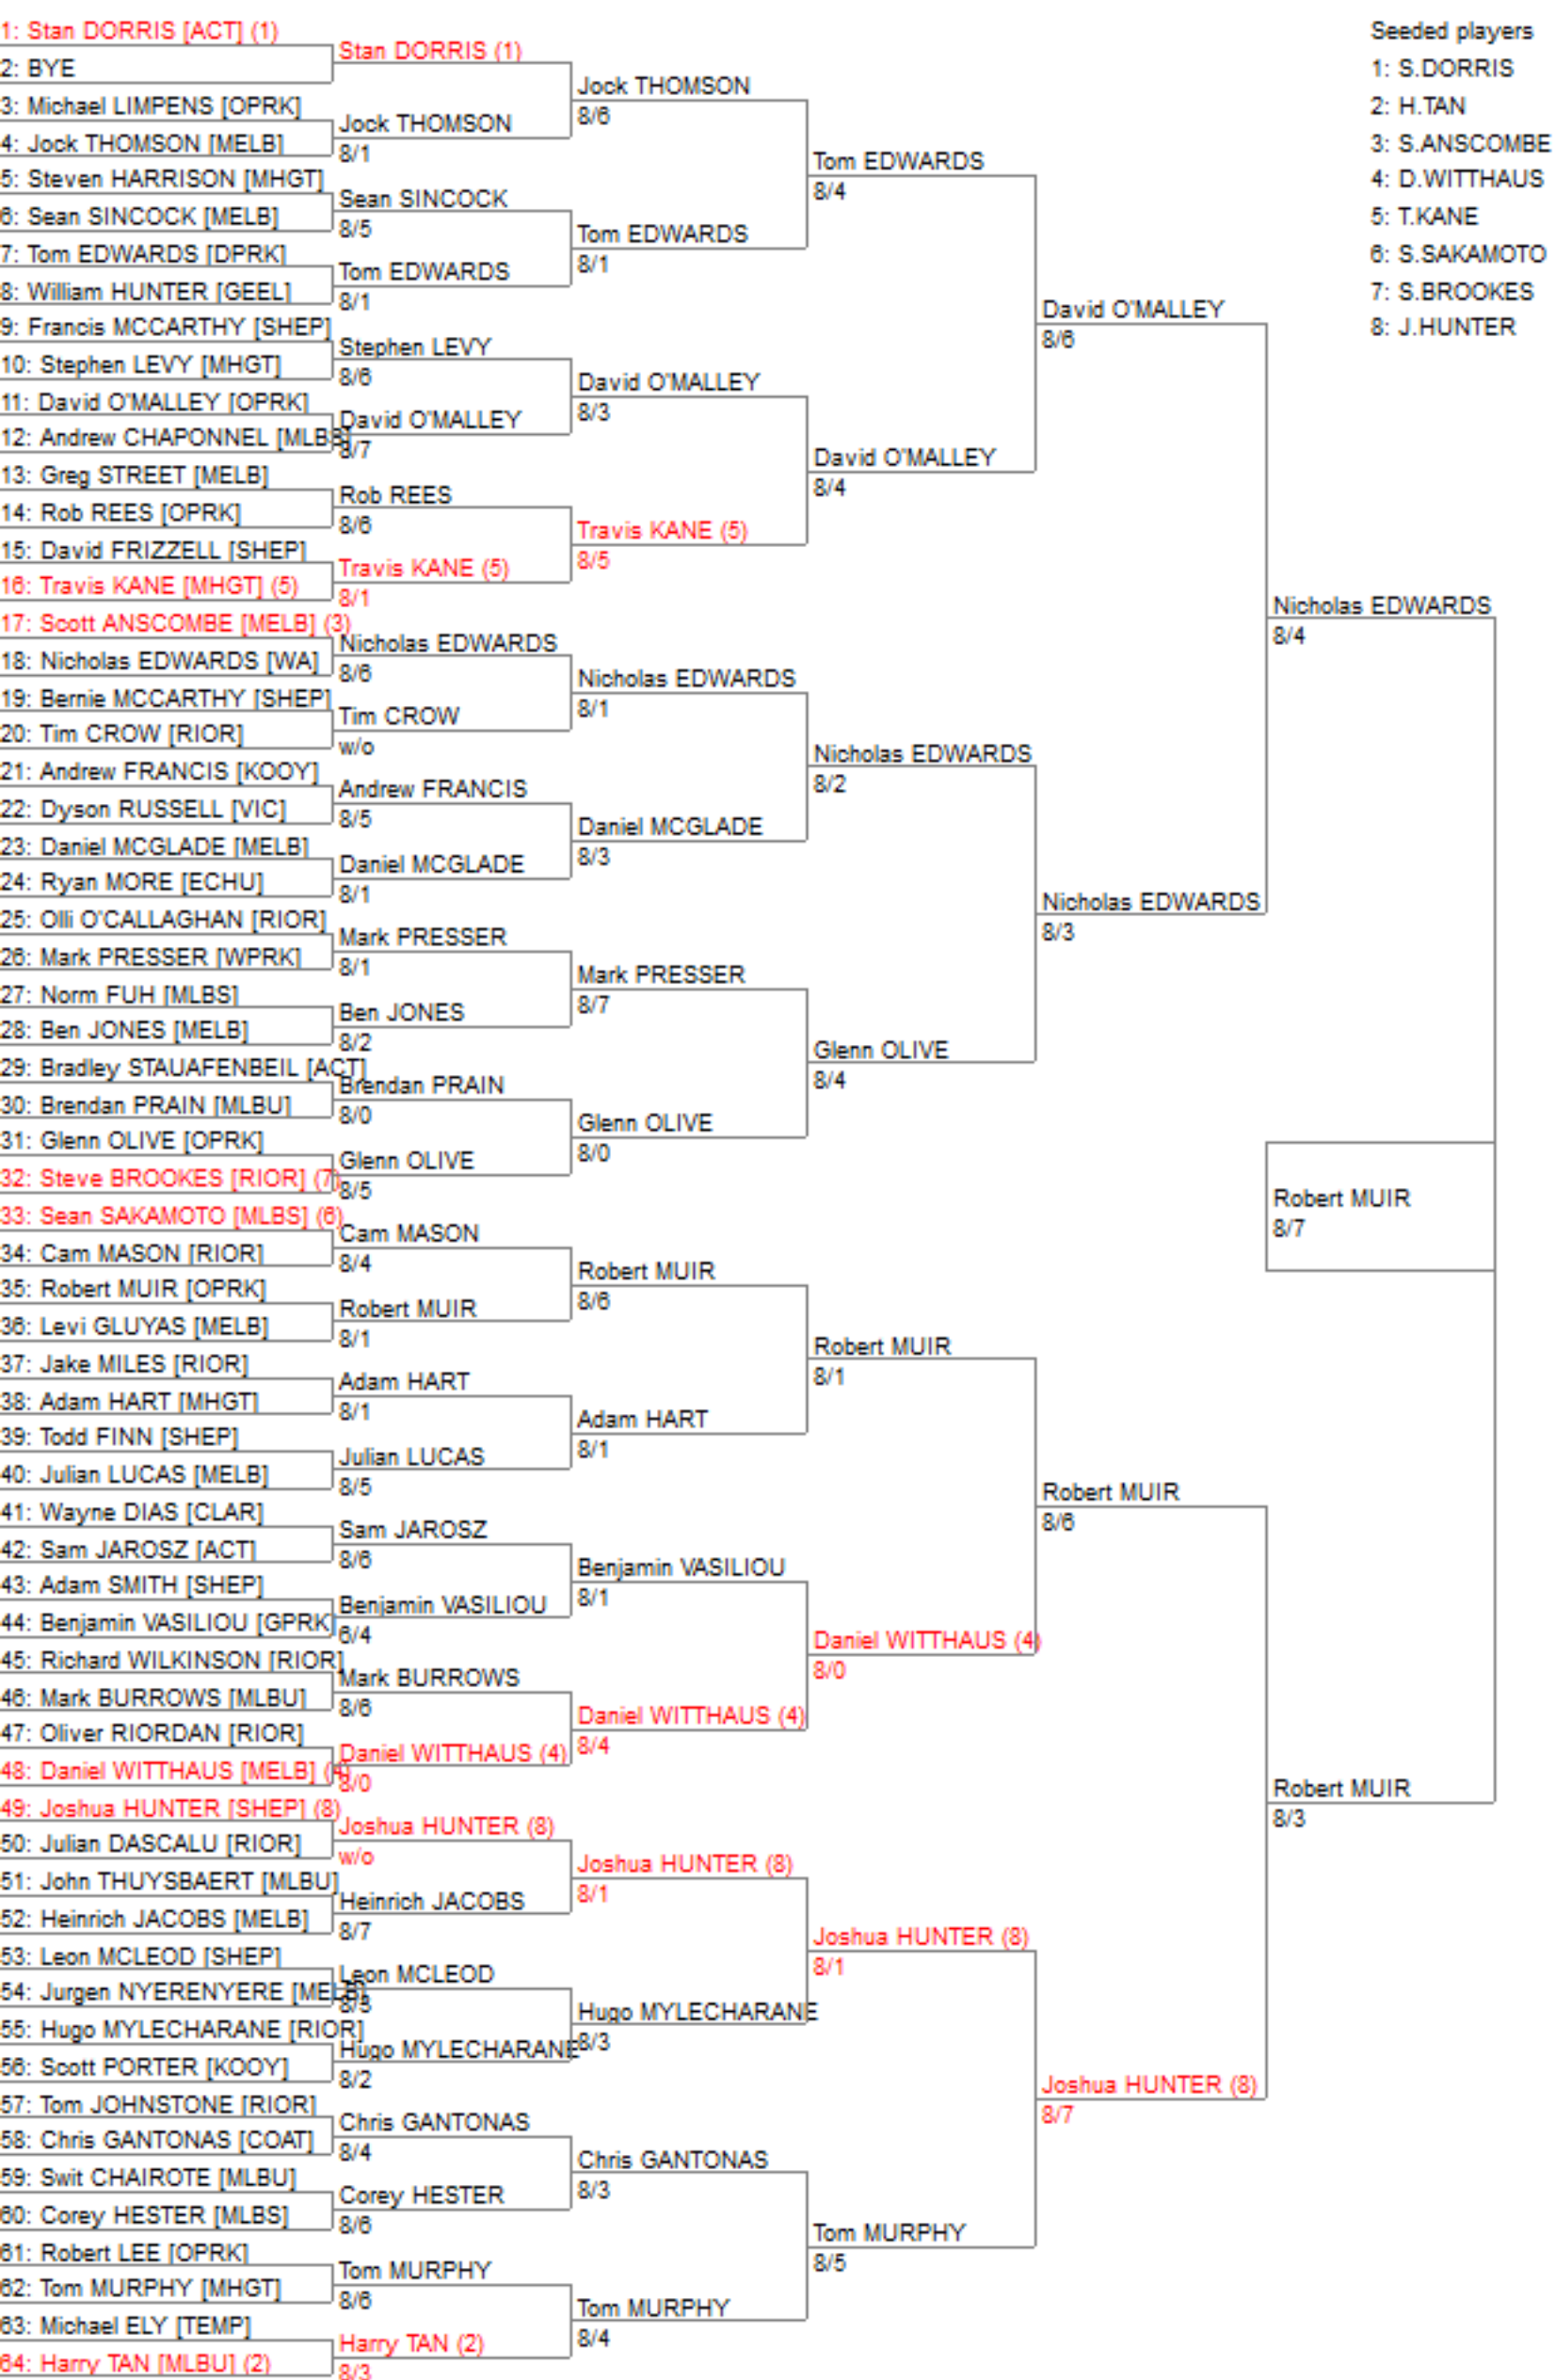 1: Stan DORRIS [ACT] (1)
2: BYE
3: Michael LIMPENS [OPRK]
4: Jock THOMSON [MELB]
5: Steven HARRISON [MHGT]
6: Sean SINCOCK [MELB]
7: Tom EDWARDS [DPRK]
8: William HUNTER [GEEL]
9: Francis MCCARTHY [SHEP]
10: Stephen LEVY [MHGT]
11: David O'MALLEY [OPRK]
12: Andrew CHAPONNEL [MLBS]
13: Greg STREET [MELB]
14: Rob REES [OPRK]
15: David FRIZZELL [SHEP]
16: Travis KANE [MHGT] (5)
17: Scott ANSCOMBE [MELB] (3)
18: Nicholas EDWARDS [WA]
19: Bernie MCCARTHY [SHEP]
20: Tim CROW [RIOR]
21: Andrew FRANCIS [KOOY]
22: Dyson RUSSELL [VIC]
23: Daniel MCGLADE [MELB]
24: Ryan MORE [ECHU]
25: Olli O'CALLAGHAN [RIOR]
26: Mark PRESSER [WPRK]
27: Norm FUH [MLBS]
28: Ben JONES [MELB]
29: Bradley STAUAFENBEIL [ACT]
30: Brendan PRAIN [MLBU]
31: Glenn OLIVE [OPRK]
32: Steve BROOKES [RIOR] (7)
33: Sean SAKAMOTO [MLBS] (6)
34: Cam MASON [RIOR]
35: Robert MUIR [OPRK]
36: Levi GLUYAS [MELB]
37: Jake MILES [RIOR]
38: Adam HART [MHGT]
39: Todd FINN [SHEP]
40: Julian LUCAS [MELB]
41: Wayne DIAS [CLAR]
42: Sam JAROSZ [ACT]
43: Adam SMITH [SHEP]
44: Benjamin VASILIOU [GPRK]
45: Richard WILKINSON [RIOR]
46: Mark BURROWS [MLBU]
47: Oliver RIORDAN [RIOR]
48: Daniel WITTHAUS [MELB] (4)
49: Joshua HUNTER [SHEP] (8)
50: Julian DASCALU [RIOR]
51: John THUYSBAERT [MLBU]
52: Heinrich JACOBS [MELB]
53: Leon MCLEOD [SHEP]
54: Jurgen NYERENYERE [MELB]
55: Hugo MYLECHARANE [RIOR]
56: Scott PORTER [KOOY]
57: Tom JOHNSTONE [RIOR]
58: Chris GANTONAS [COAT]
59: Swit CHAIROTE [MLBU]
60: Corey HESTER [MLBS]
61: Robert LEE [OPRK]
62: Tom MURPHY [MHGT]
63: Michael ELY [TEMP]
64: Harry TAN [MLBU] (2)
Stan DORRIS (1)
Jock THOMSON
8/1
Sean SINCOCK
8/5
Tom EDWARDS
8/1
Stephen LEVY
8/6
David O'MALLEY
8/7
Rob REES
8/6
Travis KANE (5)
8/1
Nicholas EDWARDS
8/6
Tim CROW
w/o
Andrew FRANCIS
8/5
Daniel MCGLADE
8/1
Mark PRESSER
8/1
Ben JONES
8/2
Brendan PRAIN
8/0
Glenn OLIVE
8/5
Cam MASON
8/4
Robert MUIR
8/1
Adam HART
8/1
Julian LUCAS
8/5
Sam JAROSZ
8/6
Benjamin VASILIOU
6/4
Mark BURROWS
8/6
Daniel WITTHAUS (4)
8/0
Joshua HUNTER (8)
w/o
Heinrich JACOBS
8/7
Leon MCLEOD
Hugo MYLECHARANE
8/2
Chris GANTONAS
8/4
Corey HESTER
8/6
Tom MURPHY
8/6
Harry TAN (2)
8/3
Jock THOMSON
8/6
Tom EDWARDS
8/1
David O'MALLEY
8/3
Travis KANE (5)
8/5
Nicholas EDWARDS
8/1
Daniel MCGLADE
8/3
Mark PRESSER
8/7
Glenn OLIVE
8/0
Robert MUIR
8/6
Adam HART
8/1
Benjamin VASILIOU
8/1
Daniel WITTHAUS (4)
8/4
Joshua HUNTER (8)
8/1
Hugo MYLECHARANE
8/3
Chris GANTONAS
8/3
Tom MURPHY
8/4
Tom EDWARDS
8/4
David O'MALLEY
8/4
Nicholas EDWARDS
8/2
Glenn OLIVE
8/4
Robert MUIR
8/1
Daniel WITTHAUS (4)
8/0
Joshua HUNTER (8)
8/1
Tom MURPHY
8/5
David O'MALLEY
8/6
Nicholas EDWARDS
8/3
Robert MUIR
8/6
Joshua HUNTER (8)
8/7
Nicholas EDWARDS
8/4
Robert MUIR
8/7
Robert MUIR
8/3
Seeded players
1: S.DORRIS
2: H.TAN
3: S.ANSCOMBE
4: D.WITTHAUS
5: T.KANE
6: S.SAKAMOTO
7: S.BROOKES
8: J.HUNTER